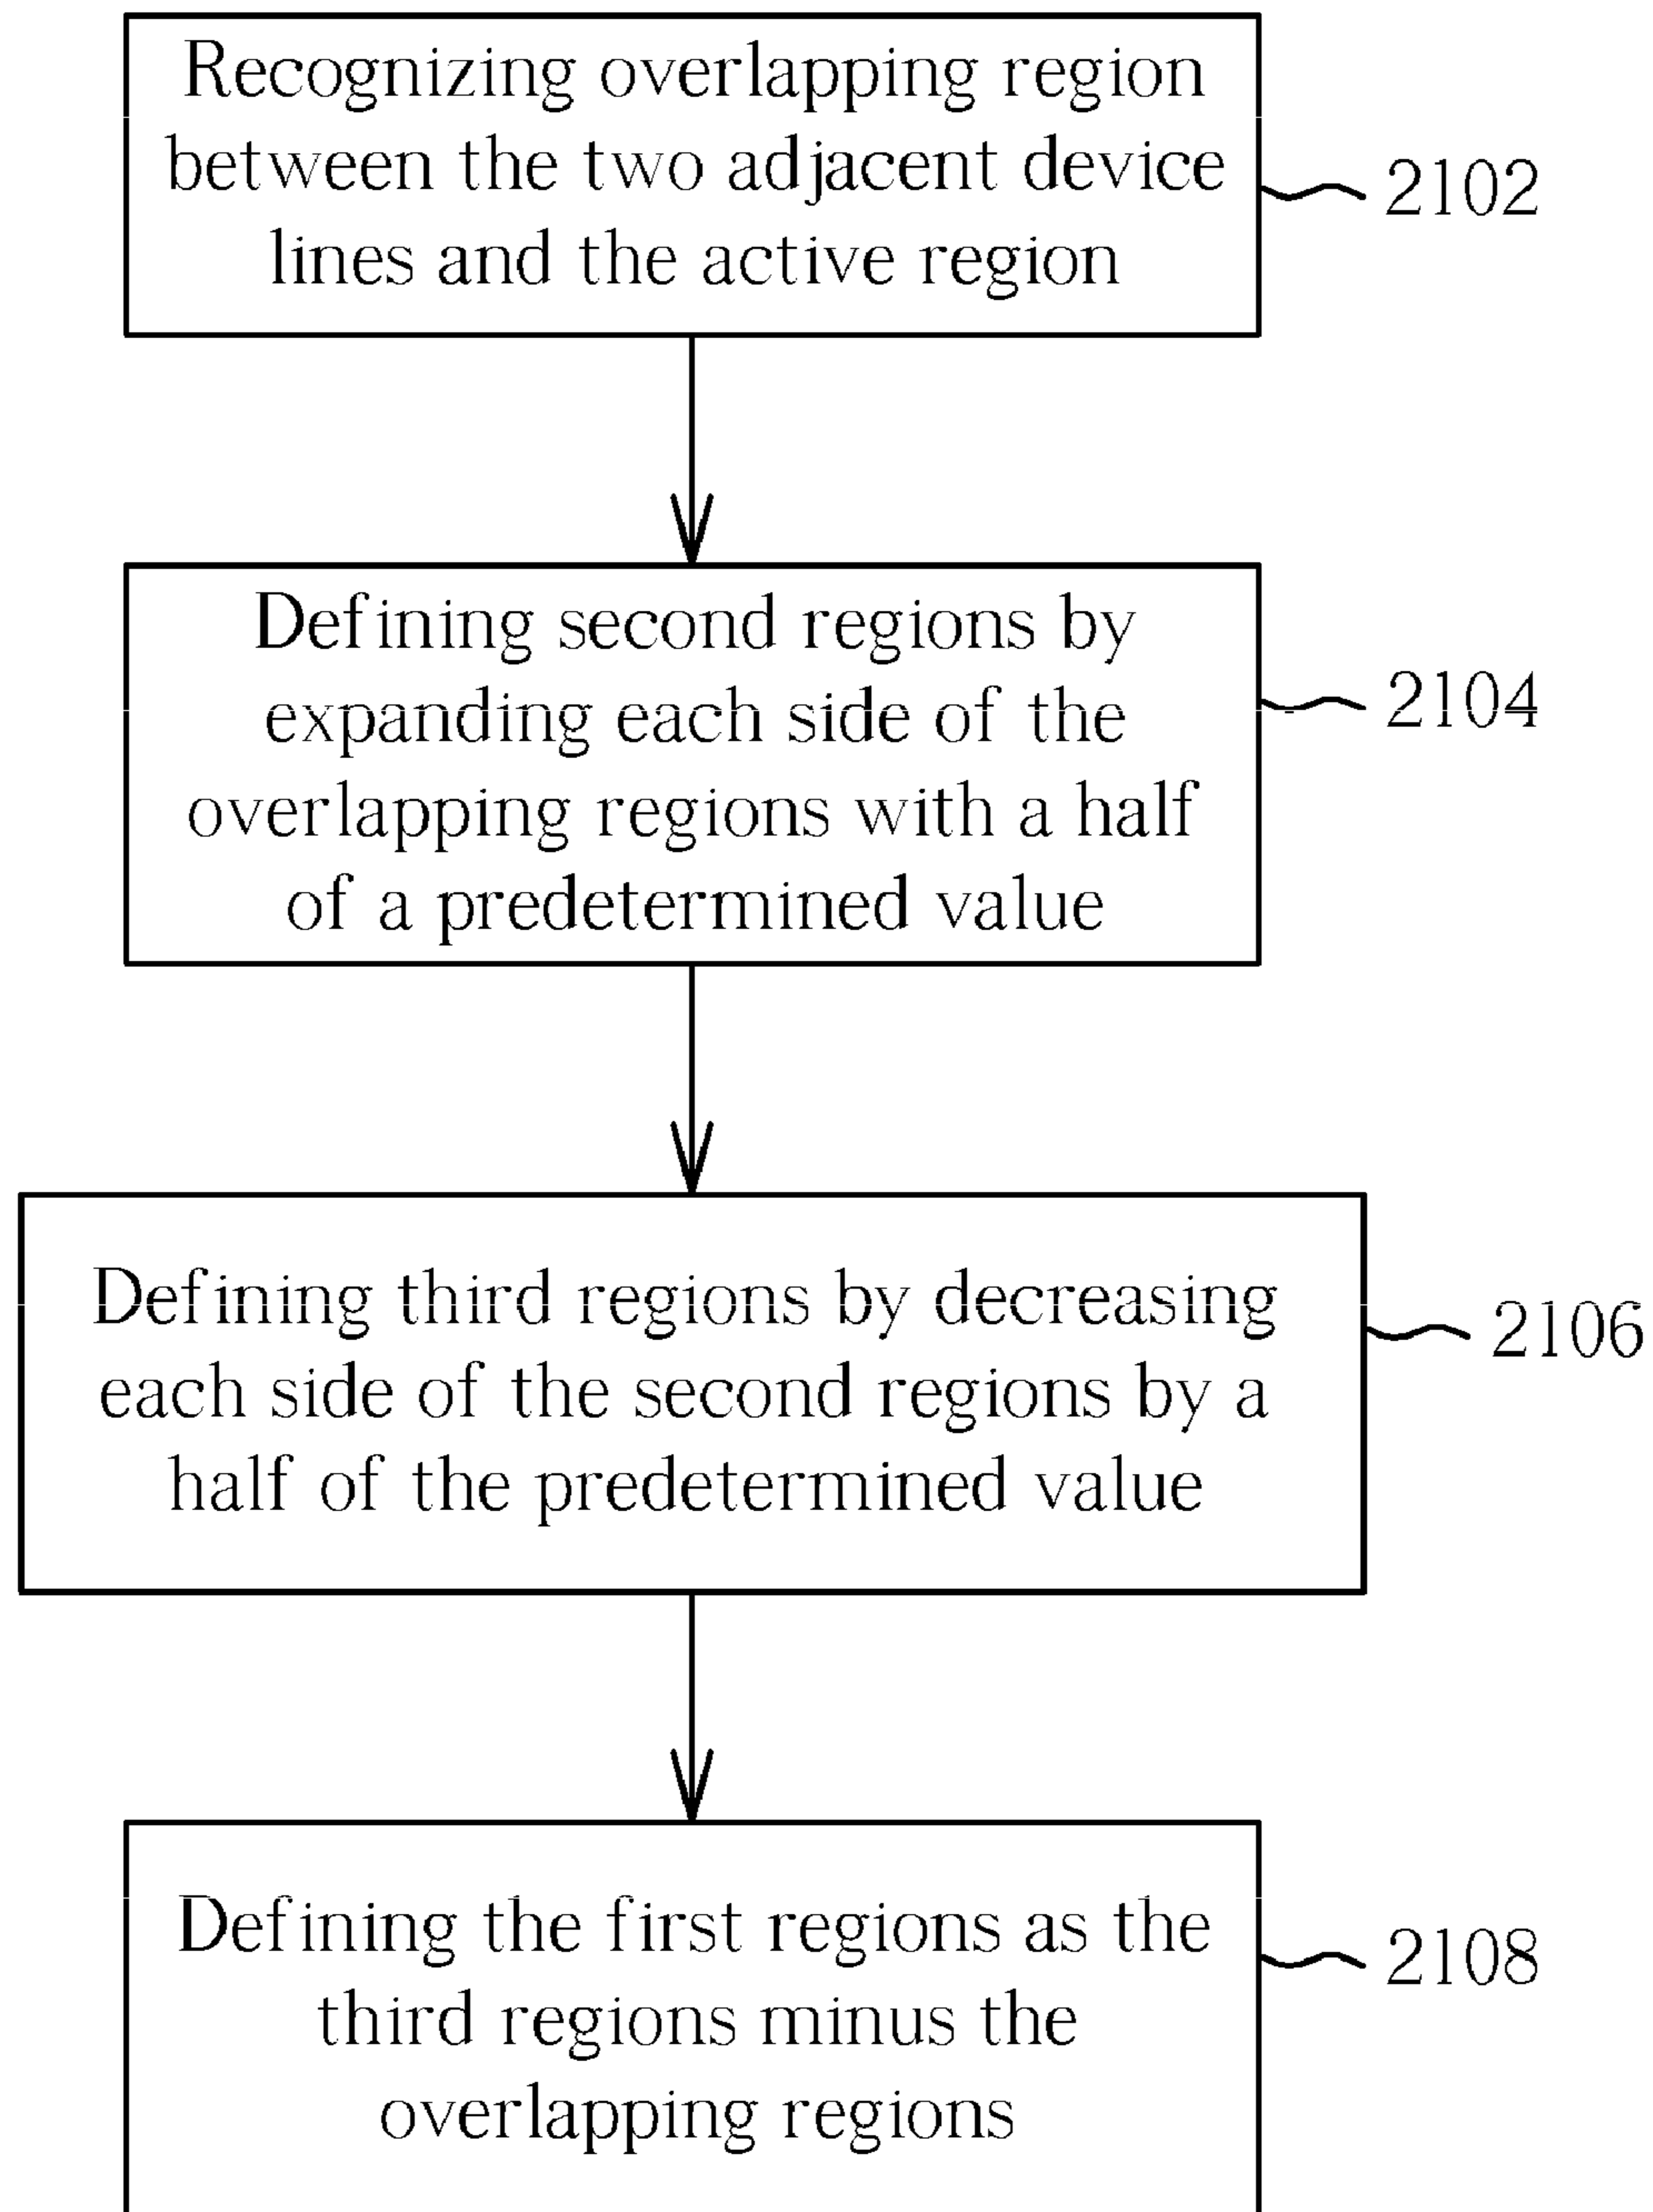 Recognizing overlapping region
between the two adjacent device
lines and the active region
2102
Defining second regions by
expanding each side of the
overlapping regions with a half
of a predetermined value
2104
Defining third regions by decreasing
each side of the second regions by a
half of the predetermined value
2106
Defining the first regions as the
third regions minus the
overlapping regions
2108